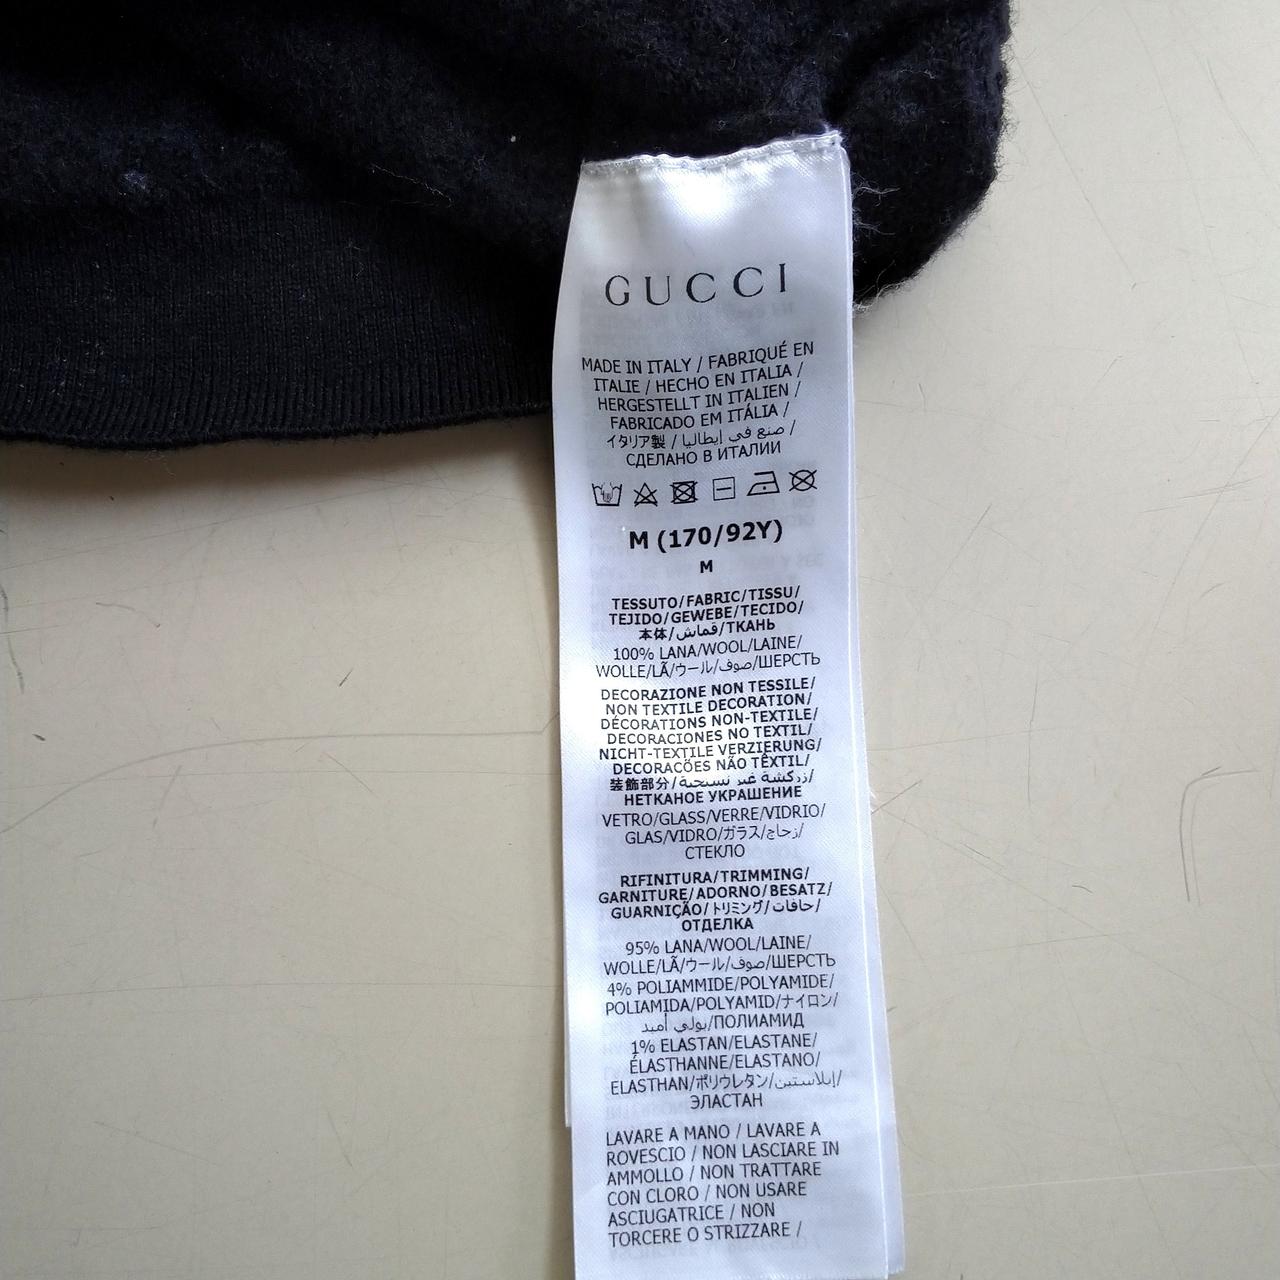 GUCCI
MADE IN ITALY / FABRIQUÉ EN
ITALIE / HECHO EN ITALIA /
HERGESTELLT IN ITALIEN /
FABRICADO EM ITÁLIA /
イタリア製 / صنع في إيطاليا /
СДЕЛАНО В ИТАЛИИ
M (170/92Y)
M
TESSUTO/FABRIC/TISSU/
TEJIDO/GEWEBE/TECIDO/
本体/قماش/ТКАНЬ
100% LANA/WOOL/LAINE/
WOLLE/LÃ/ウール/صوف/ШЕРСТЬ
DECORAZIONE NON TESSILE/
NON TEXTILE DECORATION/
DÉCORATIONS NON-TEXTILE/
DECORACIONES NO TEXTIL/
NICHT-TEXTILE VERZIERUNG/
DECORAÇÕES NÃO TÊXTIL/
装飾部分/زركشة غير نسيجية/
НЕТКАНОЕ УКРАШЕНИЕ
VETRO/GLASS/VERRE/VIDRIO/
GLAS/VIDRO/ガラス/زجاج/
СТЕКЛО
RIFINITURA/TRIMMING/
GARNITURE/ADORNO/BESATZ/
GUARNIÇÃO/トリミング/حافات/
ОТДЕЛКА
95% LANA/WOOL/LAINE/
WOLLE/LÃ/ウール/صوف/ШЕРСТЬ
4% POLIAMMIDE/POLYAMIDE/
POLIAMIDA/POLYAMID/ナイロン/
بولي أميد/ПОЛИАМИД
1% ELASTAN/ELASTANE/
ÉLASTHANNE/ELASTANO/
ELASTHAN/ポリウレタン/إيلاستين/
ЭЛАСТАН
LAVARE A MANO / LAVARE A
ROVESCIO / NON LASCIARE IN
AMMOLLO / NON TRATTARE
CON CLORO / NON USARE
ASCIUGATRICE / NON
TORCERE O STRIZZARE /